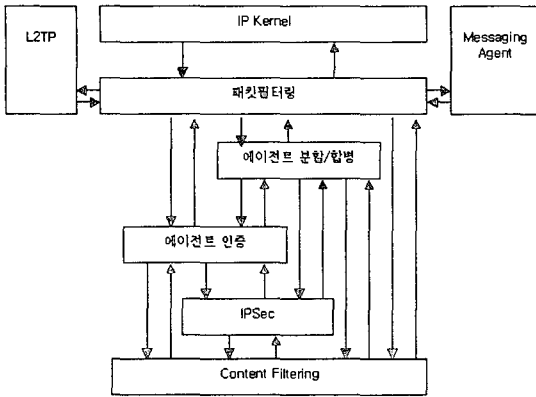 L2TP
IP Kernel
Messaging
Agent
패킷필터링
에이전트 분할/합병
에이전트 인증
IPSec
Content Filtering